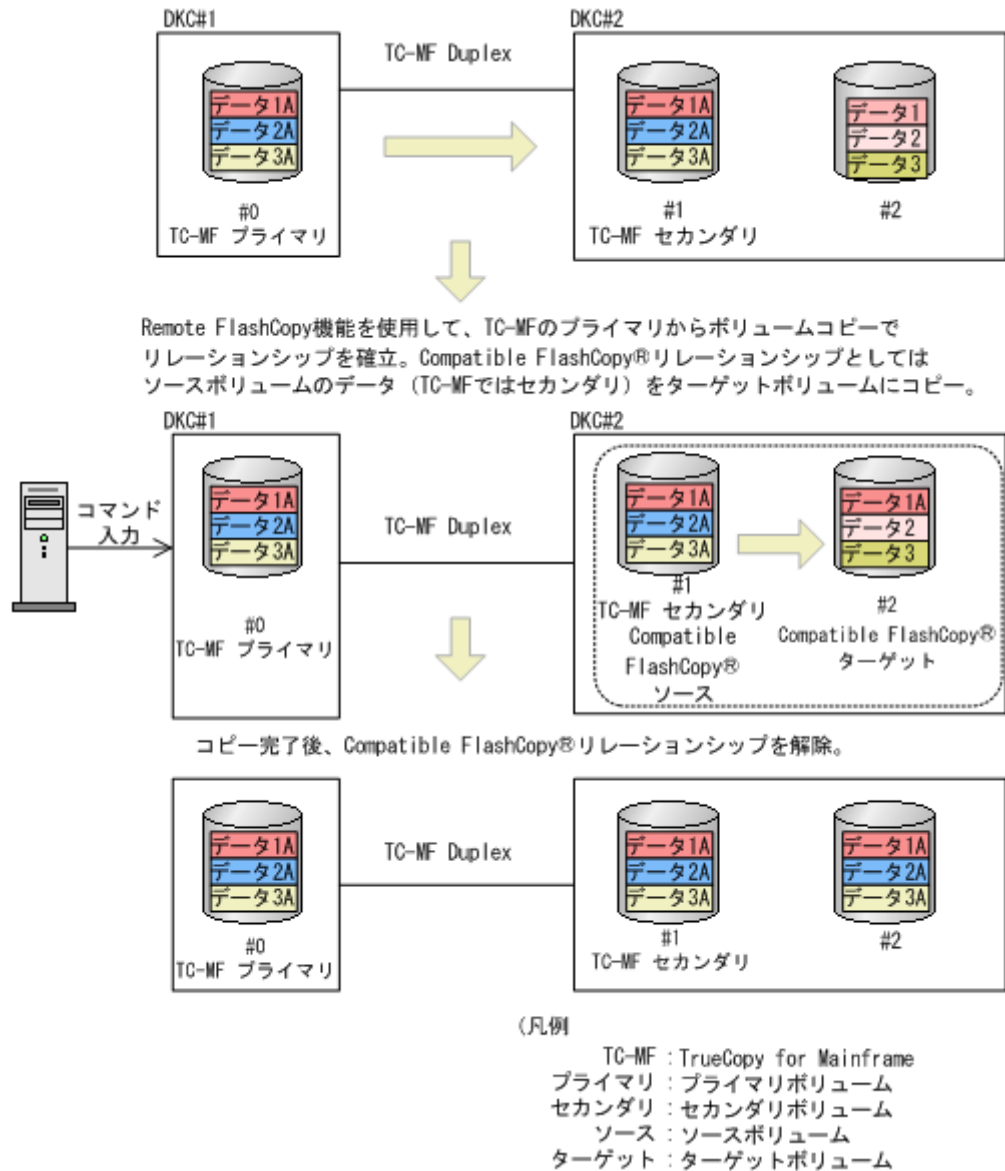 DKC#1
DKC#2
TC-MF Duplex
データ1A
データ2A
データ3A
#0
TC-MF プライマリ
データ1A
データ2A
データ3A
#1
TC-MF セカンダリ
データ1
データ2
データ3
#2
Remote FlashCopy機能を使用して、TC-MFのプライマリからボリュームコピーで
リレーションシップを確立。Compatible FlashCopy®リレーションシップとしては
ソースボリュームのデータ（TC-MFではセカンダリ）をターゲットボリュームにコピー。
DKC#1
DKC#2
コマンド
入力
データ1A
データ2A
データ3A
#0
TC-MF プライマリ
TC-MF Duplex
データ1A
データ2A
データ3A
#1
TC-MF セカンダリ
Compatible
FlashCopy®
ソース
データ1A
データ2
データ3
#2
Compatible FlashCopy®
ターゲット
コピー完了後、Compatible FlashCopy®リレーションシップを解除。
データ1A
データ2A
データ3A
#0
TC-MF プライマリ
TC-MF Duplex
データ1A
データ2A
データ3A
#1
TC-MF セカンダリ
データ1A
データ2A
データ3A
#2
（凡例
TC-MF：TrueCopy for Mainframe
プライマリ：プライマリボリューム
セカンダリ：セカンダリボリューム
ソース：ソースボリューム
ターゲット：ターゲットボリューム